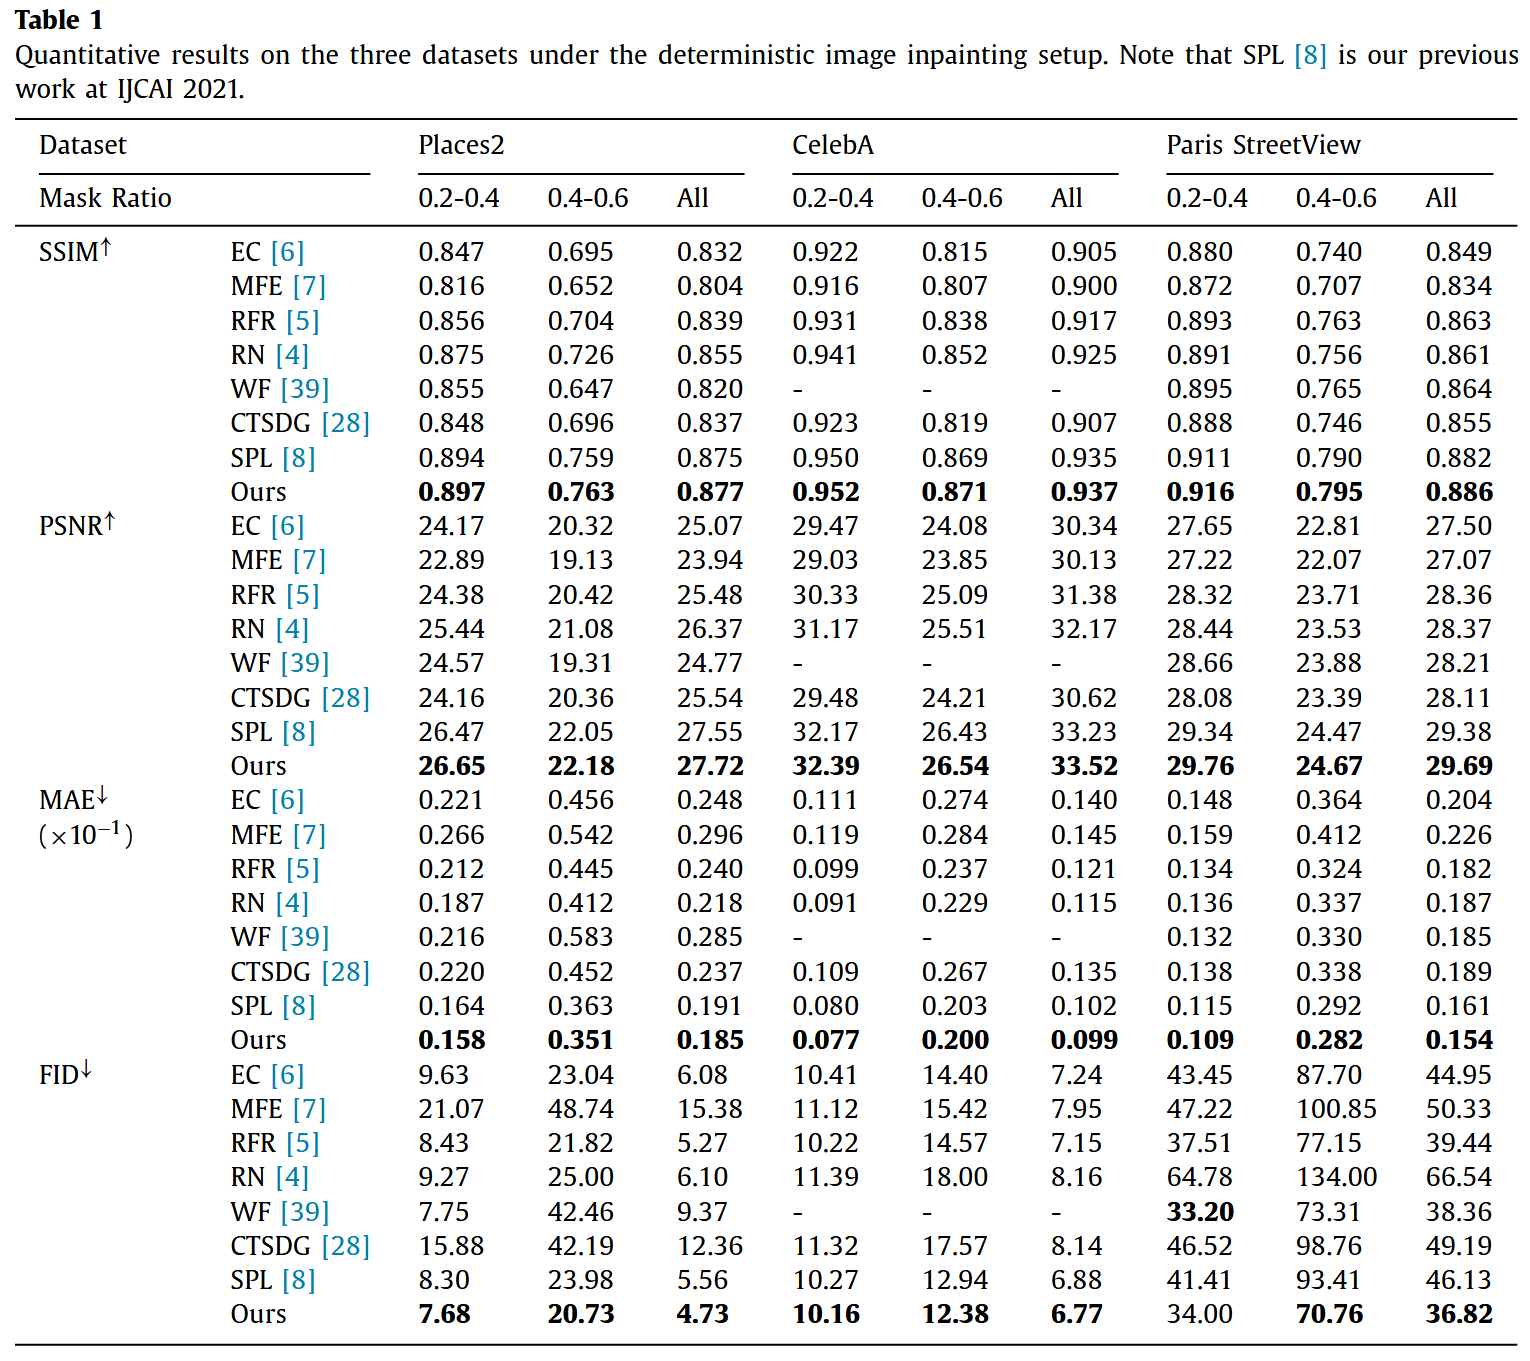 Table 1
Quantitative results on the three datasets under the deterministic image inpainting setup. Note that SPL [8] is our previous
work at IJCAI 2021.
Dataset Places2 CelebA Paris StreetView
Mask Ratio 0.2-0.4 0.4-0.6 All 0.2-0.4 0.4-0.6 All 0.2-0.4 0.4-0.6 All
SSIM↑ EC [6] 0.847 0.695 0.832 0.922 0.815 0.905 0.880 0.740 0.849
MFE [7] 0.816 0.652 0.804 0.916 0.807 0.900 0.872 0.707 0.834
RFR [5] 0.856 0.704 0.839 0.931 0.838 0.917 0.893 0.763 0.863
RN [4] 0.875 0.726 0.855 0.941 0.852 0.925 0.891 0.756 0.861
WF [39] 0.855 0.647 0.820 - - - 0.895 0.765 0.864
CTSDG [28] 0.848 0.696 0.837 0.923 0.819 0.907 0.888 0.746 0.855
SPL [8] 0.894 0.759 0.875 0.950 0.869 0.935 0.911 0.790 0.882
Ours 0.897 0.763 0.877 0.952 0.871 0.937 0.916 0.795 0.886
PSNR↑ EC [6] 24.17 20.32 25.07 29.47 24.08 30.34 27.65 22.81 27.50
MFE [7] 22.89 19.13 23.94 29.03 23.85 30.13 27.22 22.07 27.07
RFR [5] 24.38 20.42 25.48 30.33 25.09 31.38 28.32 23.71 28.36
RN [4] 25.44 21.08 26.37 31.17 25.51 32.17 28.44 23.53 28.37
WF [39] 24.57 19.31 24.77 - - - 28.66 23.88 28.21
CTSDG [28] 24.16 20.36 25.54 29.48 24.21 30.62 28.08 23.39 28.11
SPL [8] 26.47 22.05 27.55 32.17 26.43 33.23 29.34 24.47 29.38
Ours 26.65 22.18 27.72 32.39 26.54 33.52 29.76 24.67 29.69
MAE↓ EC [6] 0.221 0.456 0.248 0.111 0.274 0.140 0.148 0.364 0.204
(×10⁻¹) MFE [7] 0.266 0.542 0.296 0.119 0.284 0.145 0.159 0.412 0.226
RFR [5] 0.212 0.445 0.240 0.099 0.237 0.121 0.134 0.324 0.182
RN [4] 0.187 0.412 0.218 0.091 0.229 0.115 0.136 0.337 0.187
WF [39] 0.216 0.583 0.285 - - - 0.132 0.330 0.185
CTSDG [28] 0.220 0.452 0.237 0.109 0.267 0.135 0.138 0.338 0.189
SPL [8] 0.164 0.363 0.191 0.080 0.203 0.102 0.115 0.292 0.161
Ours 0.158 0.351 0.185 0.077 0.200 0.099 0.109 0.282 0.154
FID↓ EC [6] 9.63 23.04 6.08 10.41 14.40 7.24 43.45 87.70 44.95
MFE [7] 21.07 48.74 15.38 11.12 15.42 7.95 47.22 100.85 50.33
RFR [5] 8.43 21.82 5.27 10.22 14.57 7.15 37.51 77.15 39.44
RN [4] 9.27 25.00 6.10 11.39 18.00 8.16 64.78 134.00 66.54
WF [39] 7.75 42.46 9.37 - - - 33.20 73.31 38.36
CTSDG [28] 15.88 42.19 12.36 11.32 17.57 8.14 46.52 98.76 49.19
SPL [8] 8.30 23.98 5.56 10.27 12.94 6.88 41.41 93.41 46.13
Ours 7.68 20.73 4.73 10.16 12.38 6.77 34.00 70.76 36.82